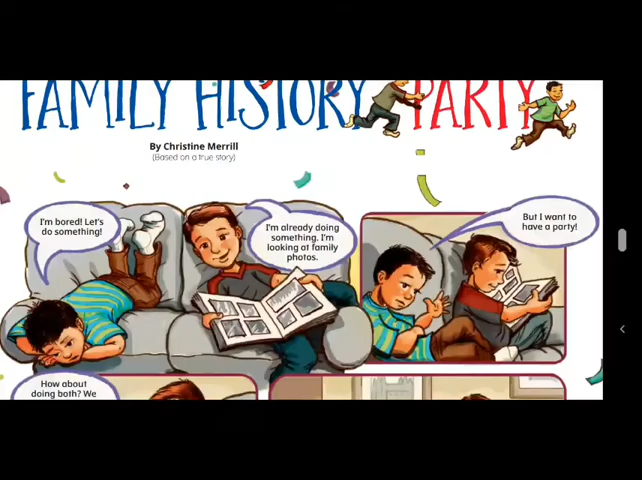 FAMILY HISTORY PARTY
By Christine Merrill
(Based on a true story)
I'm bored! Let's
do something!
I'm already doing
something. I'm
looking at family
photos.
But I want to
have a party!
How about
doing both? We